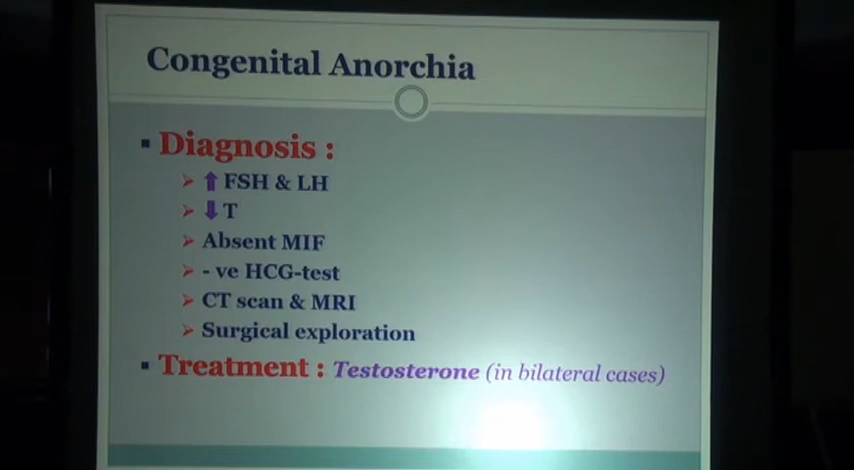 Congenital Anorchia
▪ Diagnosis :
➢ ⬆ FSH & LH
➢ ⬇ T
➢ Absent MIF
➢ - ve HCG-test
➢ CT scan & MRI
➢ Surgical exploration
▪ Treatment : Testosterone (in bilateral cases)